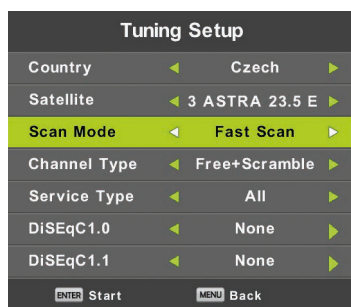 Tuning Setup
Country Czech
Satellite 3 ASTRA 23.5 E
Scan Mode Fast Scan
Channel Type Free+Scramble
Service Type All
DiSEqC1.0 None
DiSEqC1.1 None
ENTER Start MENU Back